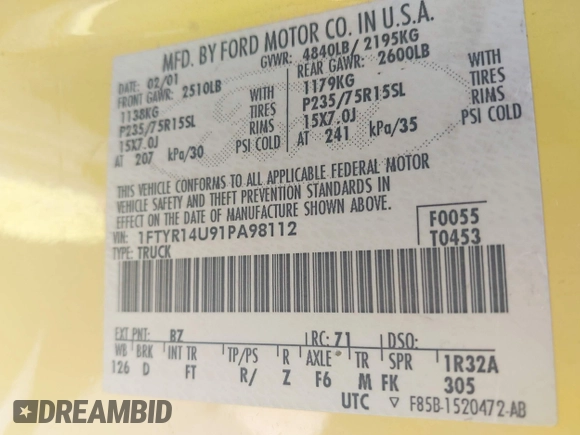 MFD. BY FORD MOTOR CO. IN U.S.A.
DATE: 02/01 GVWR: 4840LB/ 2195KG
FRONT GAWR: 2510LB REAR GAWR: 2600LB
1138KG WITH 1179KG WITH
P235/75R15SL TIRES P235/75R15SL TIRES
15X7.0J RIMS 15X7.0J RIMS
AT 207 kPa/30 PSI COLD AT 241 kPa/35 PSI COLD
THIS VEHICLE CONFORMS TO ALL APPLICABLE FEDERAL MOTOR
VEHICLE SAFETY AND THEFT PREVENTION STANDARDS IN
EFFECT ON THE DATE OF MANUFACTURE SHOWN ABOVE.
VIN: 1FTYR14U91PA98112 F0055
TYPE: TRUCK T0453
EXT PNT: BZ RC: 71 DSO:
WB BRK INT TR TP/PS R AXLE TR SPR 1R32A
126 D FT R/ Z F6 M FK 305
UTC ▽ F85B-1520472-AB
DREAMBID